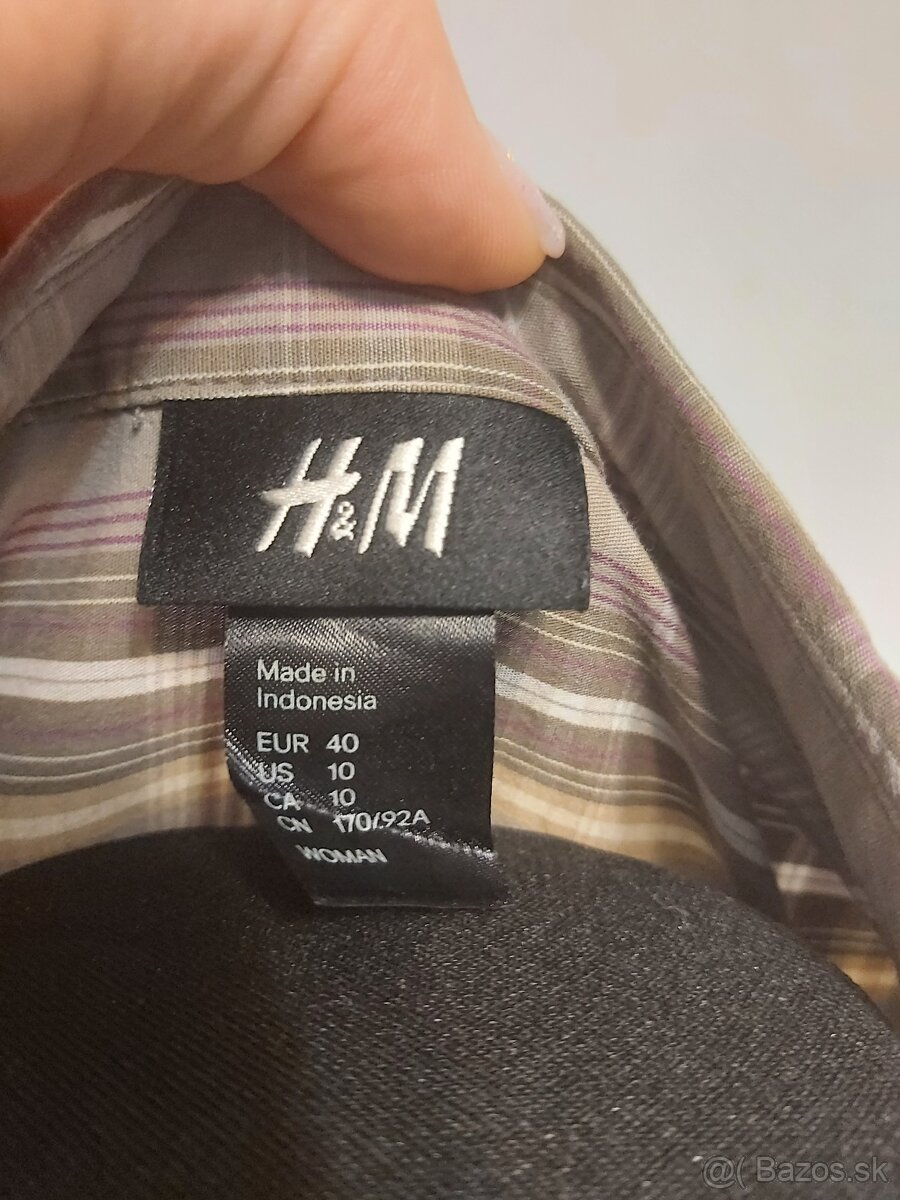 H&M
Made in
Indonesia
EUR 40
US 10
CA 10
CN 170/92A
WOMAN
@( Bazos.sk